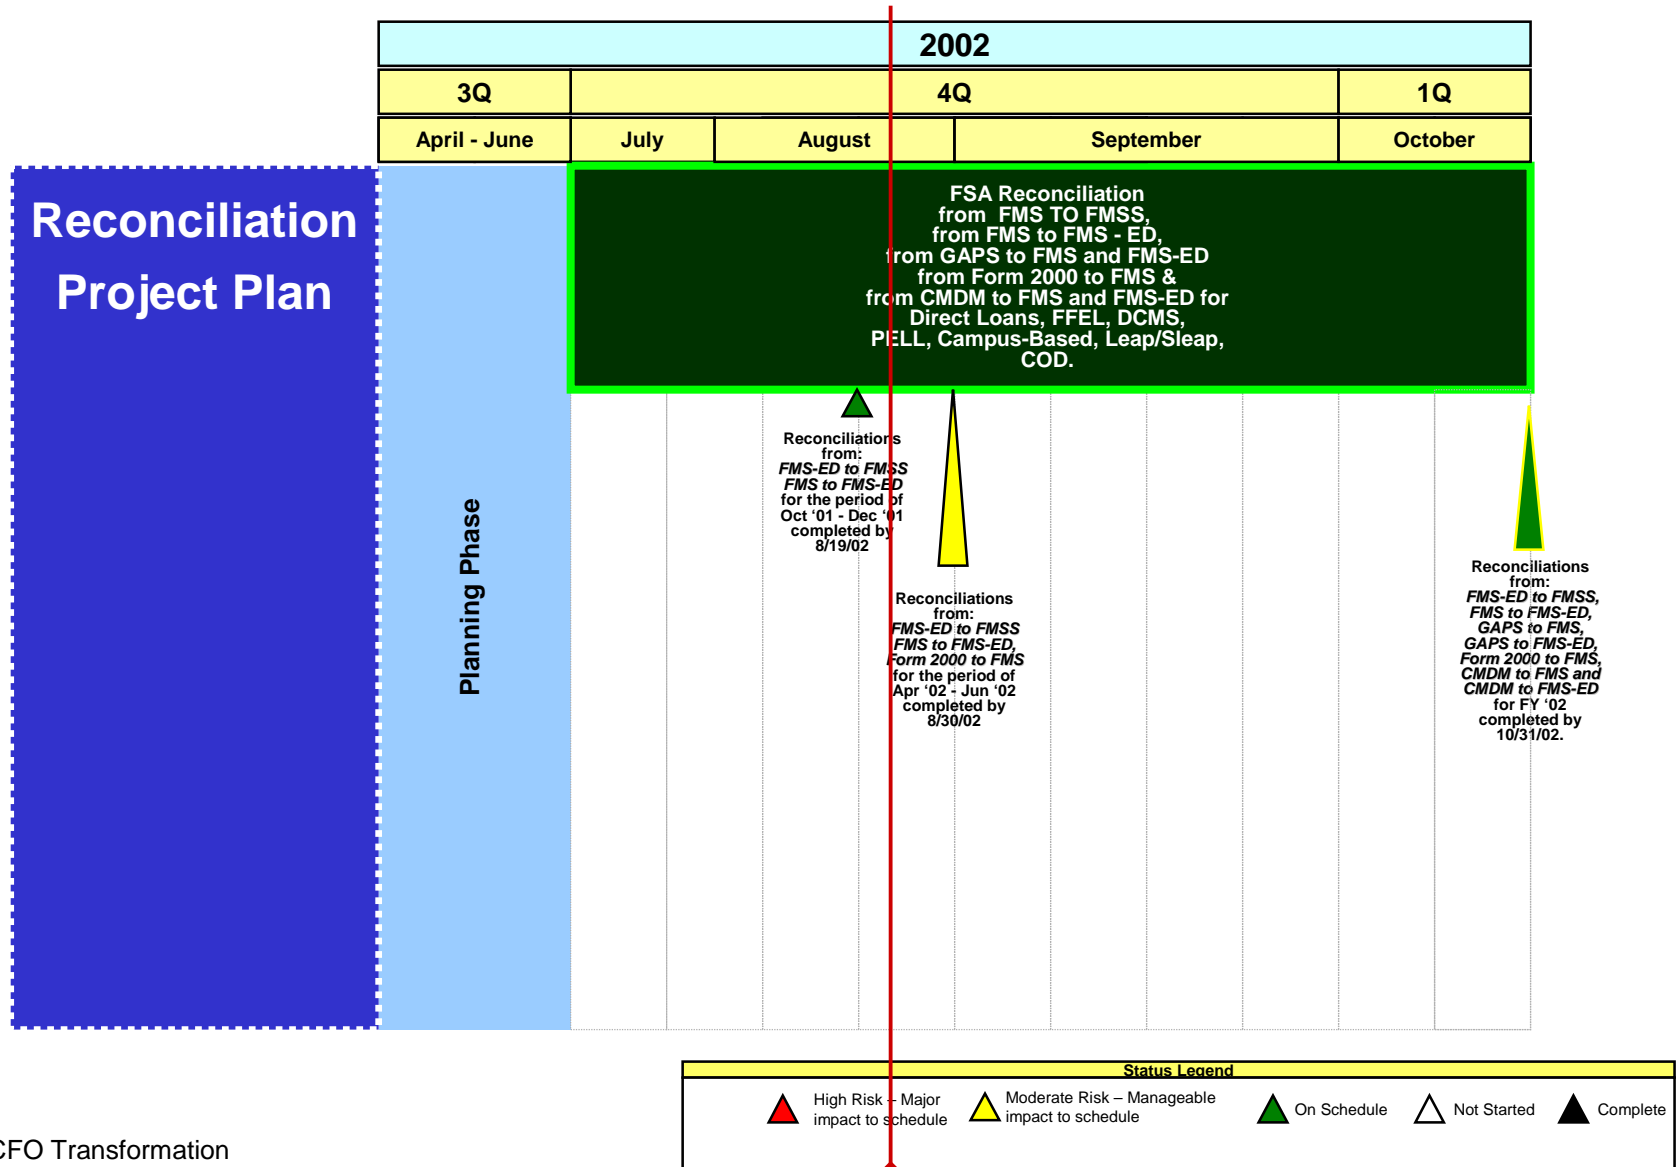 2002
3Q
4Q
1Q
April - June
July
August
September
October
Reconciliation
Project Plan
FSA Reconciliation
from FMS TO FMSS,
from FMS to FMS - ED,
from GAPS to FMS and FMS-ED
from Form 2000 to FMS &
from CMDM to FMS and FMS-ED for
Direct Loans, FFEL, DCMS,
PELL, Campus-Based, Leap/Sleap,
COD.
Planning Phase
Reconciliations
from:
FMS-ED to FMSS
FMS to FMS-ED
for the period of
Oct ‘01 - Dec ‘01
completed by
8/19/02
Reconciliations
from:
FMS-ED to FMSS
FMS to FMS-ED,
Form 2000 to FMS
for the period of
Apr ‘02 - Jun ‘02
completed by
8/30/02
Reconciliations
from:
FMS-ED to FMSS,
FMS to FMS-ED,
GAPS to FMS,
GAPS to FMS-ED,
Form 2000 to FMS,
CMDM to FMS and
CMDM to FMS-ED
for FY ‘02
completed by
10/31/02.
Status Legend
High Risk – Major
impact to schedule
Moderate Risk – Manageable
impact to schedule
On Schedule
Not Started
Complete
CFO Transformation